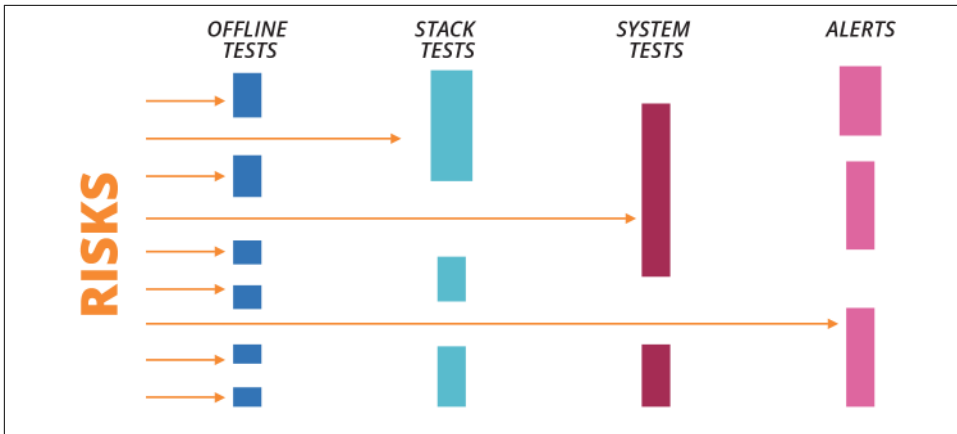 OFFLINE
TESTS
STACK
TESTS
SYSTEM
TESTS
ALERTS
RISKS